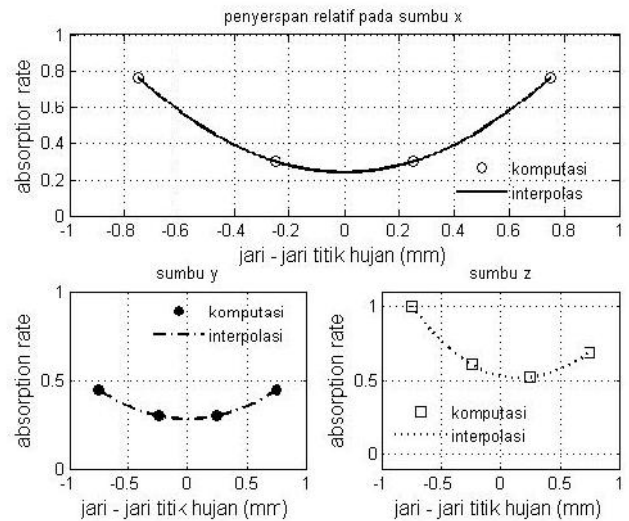 penyerapan relatif pada sumbu x
absorption rate
1
0.8
0.6
0.4
0.2
0
komputasi
interpolas
-1 -0.8 -0.6 -0.4 -0.2 0 0.2 0.4 0.6 0.8 1
jari - jari titik hujan (mm)
sumbu y
absorption rate
1
0.5
0
komputasi
interpolasi
-1 -0.5 0 0.5 1
jari - jari titik hujan (mm)
sumbu z
absorption rate
1
0.5
0
komputasi
interpolasi
-1 -0.5 0 0.5 1
jari - jari titik hujan (mm)